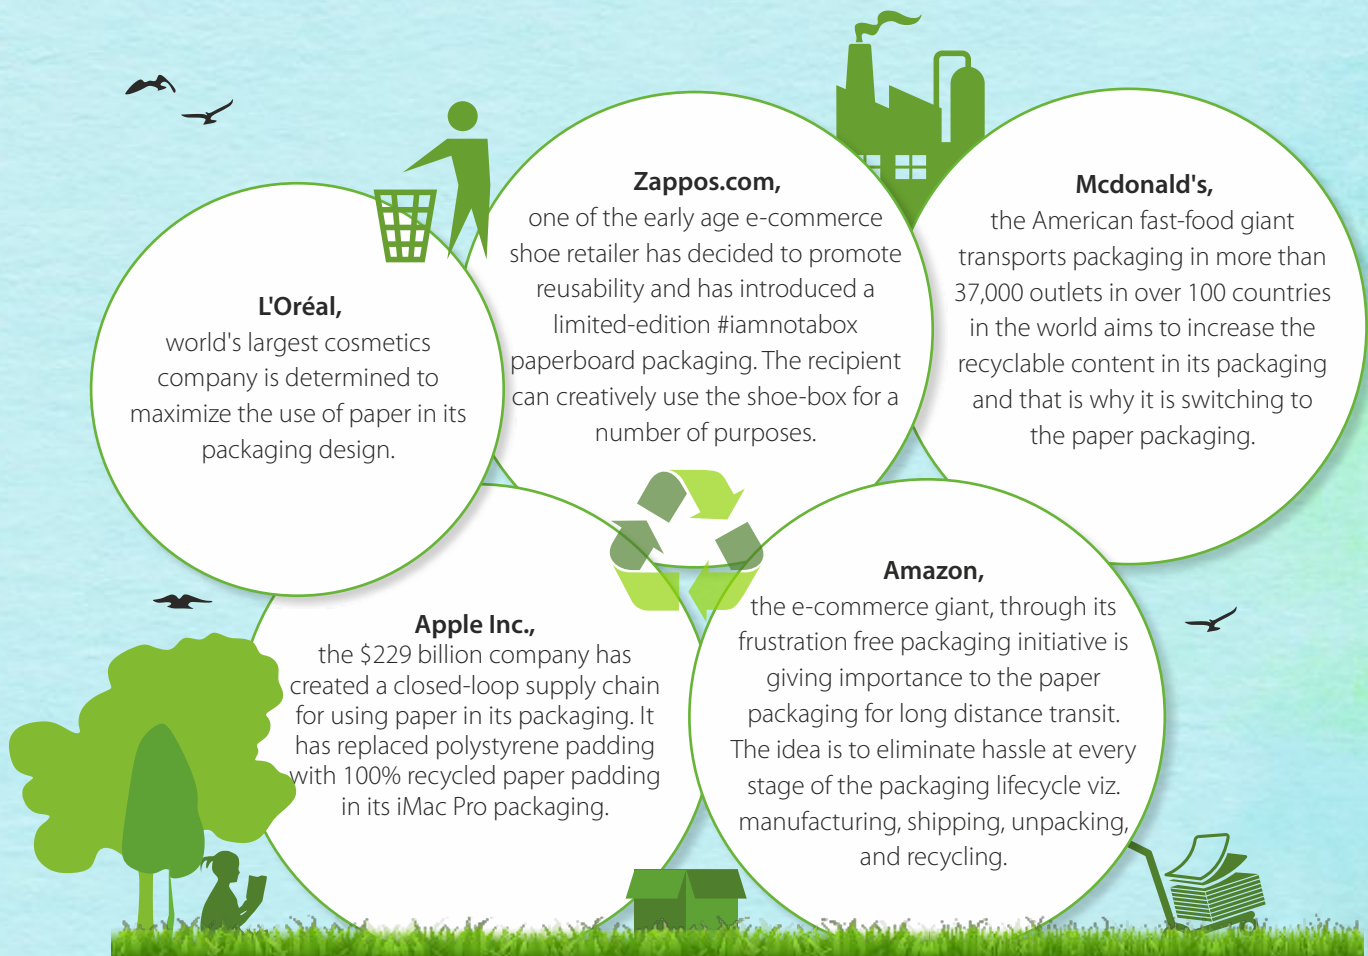 L'Oréal,
world's largest cosmetics
company is determined to
maximize the use of paper in its
packaging design.
Zappos.com,
one of the early age e-commerce
shoe retailer has decided to promote
reusability and has introduced a
limited-edition #iamnotabox
paperboard packaging. The recipient
can creatively use the shoe-box for a
number of purposes.
Mcdonald's,
the American fast-food giant
transports packaging in more than
37,000 outlets in over 100 countries
in the world aims to increase the
recyclable content in its packaging
and that is why it is switching to
the paper packaging.
Apple Inc.,
the $229 billion company has
created a closed-loop supply chain
for using paper in its packaging. It
has replaced polystyrene padding
with 100% recycled paper padding
in its iMac Pro packaging.
Amazon,
the e-commerce giant, through its
frustration free packaging initiative is
giving importance to the paper
packaging for long distance transit.
The idea is to eliminate hassle at every
stage of the packaging lifecycle viz.
manufacturing, shipping, unpacking,
and recycling.